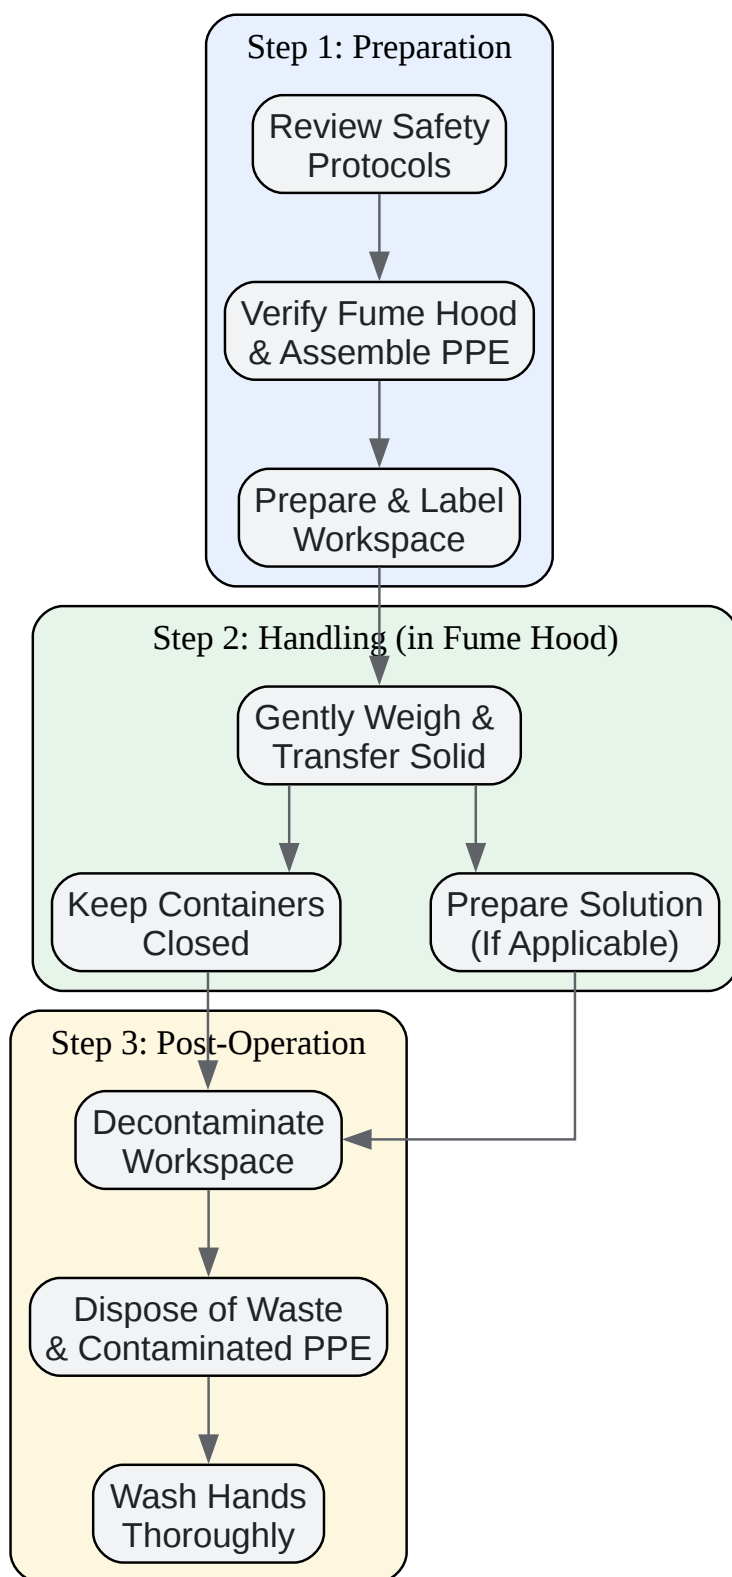 Step 1: Preparation
Review Safety
Protocols
Verify Fume Hood
& Assemble PPE
Prepare & Label
Workspace
Step 2: Handling (in Fume Hood)
Gently Weigh &
Transfer Solid
Keep Containers
Closed
Prepare Solution
(If Applicable)
Step 3: Post-Operation
Decontaminate
Workspace
Dispose of Waste
& Contaminated PPE
Wash Hands
Thoroughly